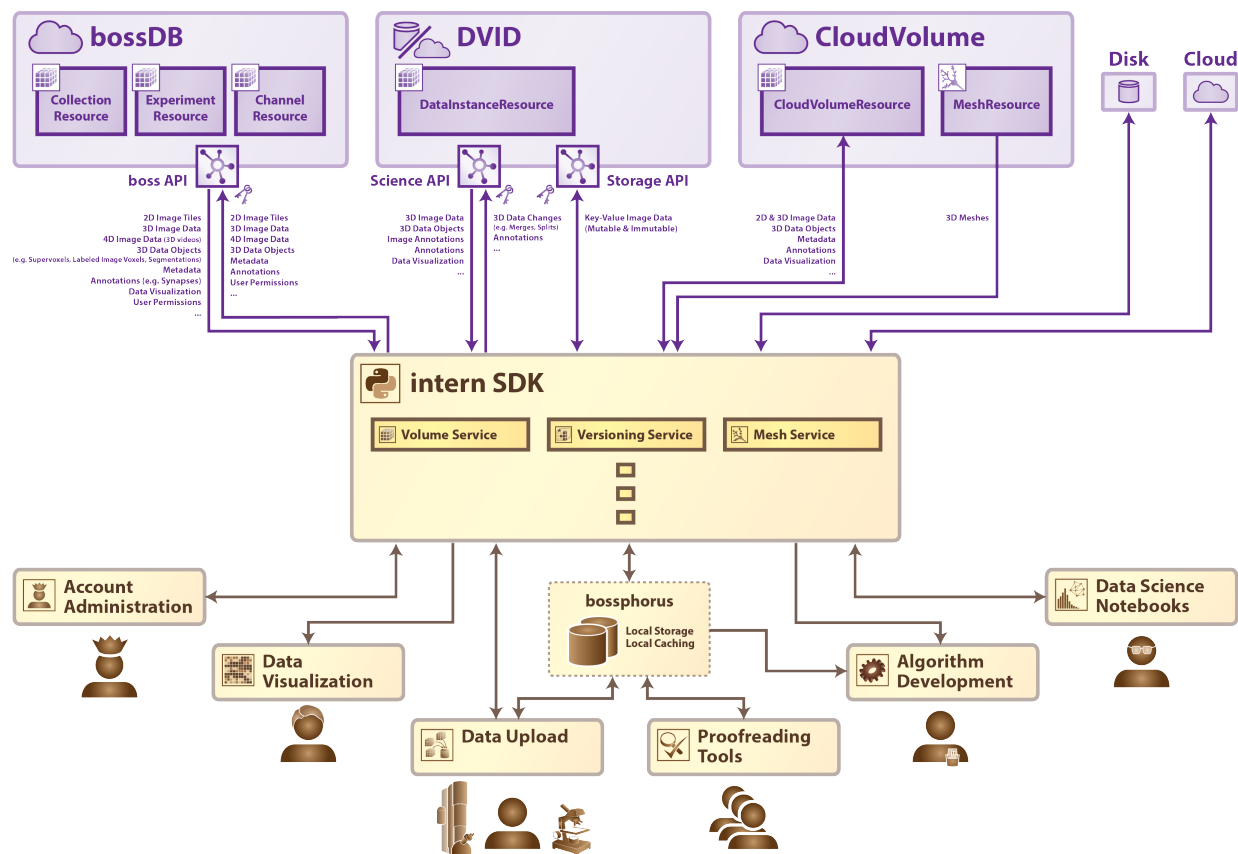 bossDB
Collection
Resource
Experiment
Resource
Channel
Resource
DVID
DataInstanceResource
CloudVolume
CloudVolumeResource
MeshResource
Disk
Cloud
boss API
Science API
Storage API
2D Image Tiles
3D Image Data
4D Image Data (3D videos)
3D Data Objects
(e.g. Supervoxels, Labeled Image Voxels, Segmentations)
Metadata
Annotations (e.g. Synapses)
Data Visualization
User Permissions
...
2D Image Tiles
3D Image Data
4D Image Data
3D Data Objects
Metadata
Annotations
User Permissions
...
3D Image Data
3D Data Objects
Image Annotations
Annotations
Data Visualization
...
3D Data Changes
(e.g. Merges, Splits)
Annotations
...
Key-Value Image Data
(Mutable & Immutable)
2D & 3D Image Data
3D Data Objects
Metadata
Annotations
Data Visualization
...
3D Meshes
intern SDK
Volume Service
Versioning Service
Mesh Service
Account
Administration
Data
Visualization
Data Upload
bossphorus
Local Storage
Local Caching
Proofreading
Tools
Algorithm
Development
Data Science
Notebooks